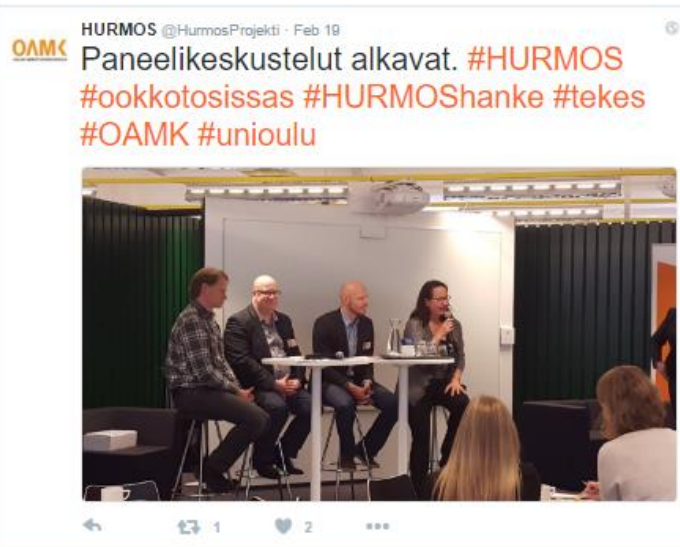 HURMOS @HurmosProjekti · Feb 19
OAMK
Paneelikeskustelut alkavat. #HURMOS
#ookkotosissas #HURMOShanke #tekes
#OAMK #unioulu
1
2